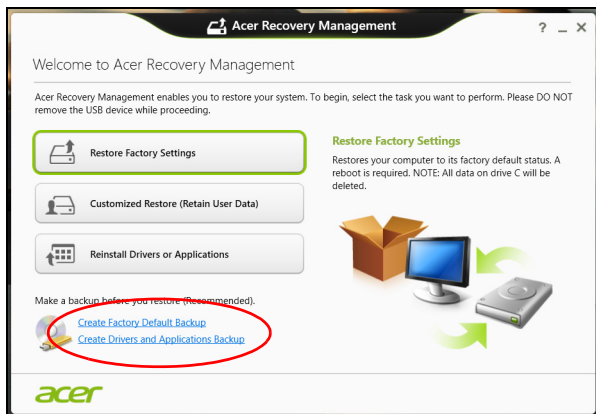 Acer Recovery Management
? _ X
Welcome to Acer Recovery Management
Acer Recovery Management enables you to restore your system. To begin, select the task you want to perform. Please DO NOT
remove the USB device while proceeding.
Restore Factory Settings
Customized Restore (Retain User Data)
Reinstall Drivers or Applications
Restore Factory Settings
Restores your computer to its factory default status. A
reboot is required. NOTE: All data on drive C will be
deleted.
Make a backup before you restore (Recommended).
Create Factory Default Backup
Create Drivers and Applications Backup
acer